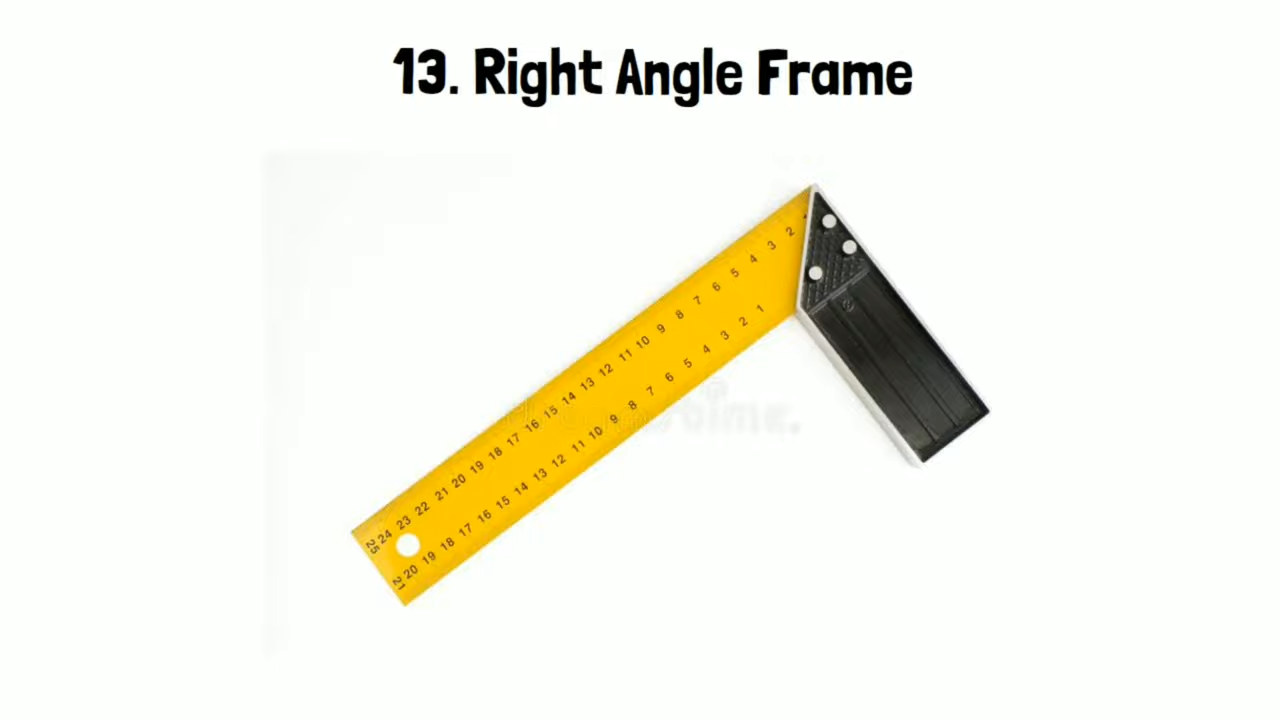 13. Right Angle Frame
2 3 4 5 6 7 8 9 10 11 12 13 14 15 16 17 18 19 20 21 22 23 24 25
1 2 3 4 5 6 7 8 9 10 11 12 13 14 15 16 17 18 19 20 21